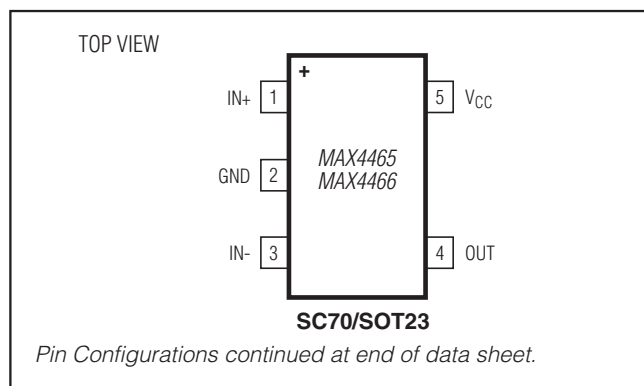 TOP VIEW
+
IN+ 1
5 VCC
MAX4465
MAX4466
GND 2
IN- 3
4 OUT
SC70/SOT23
Pin Configurations continued at end of data sheet.